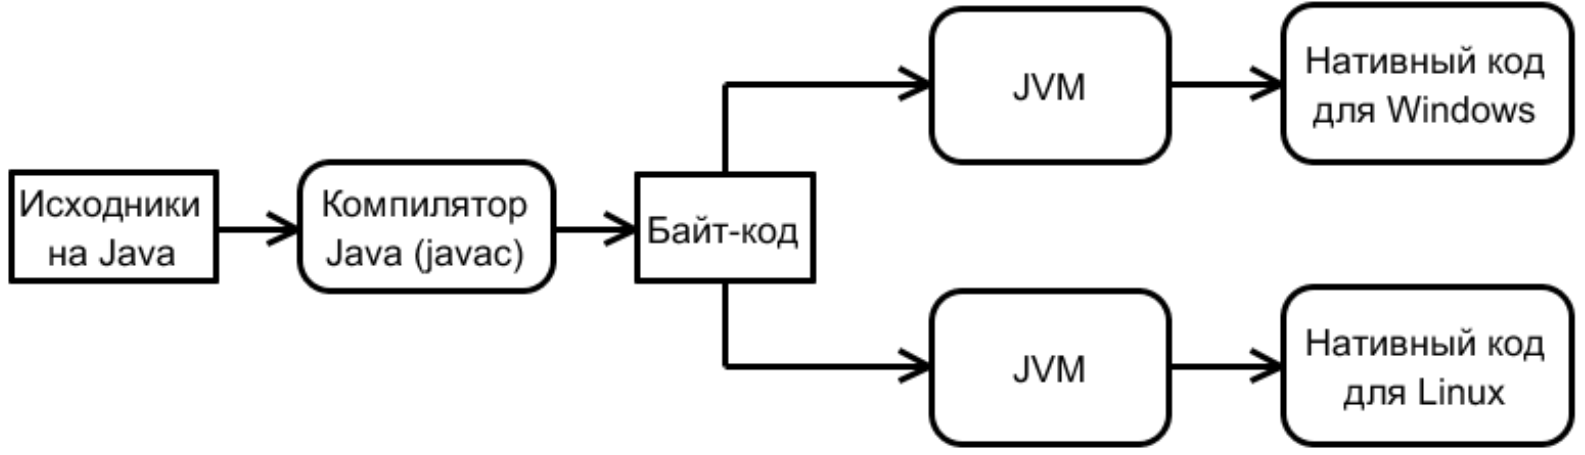 Исходники
на Java
Компилятор
Java (javac)
Байт-код
JVM
Нативный код
для Windows
JVM
Нативный код
для Linux